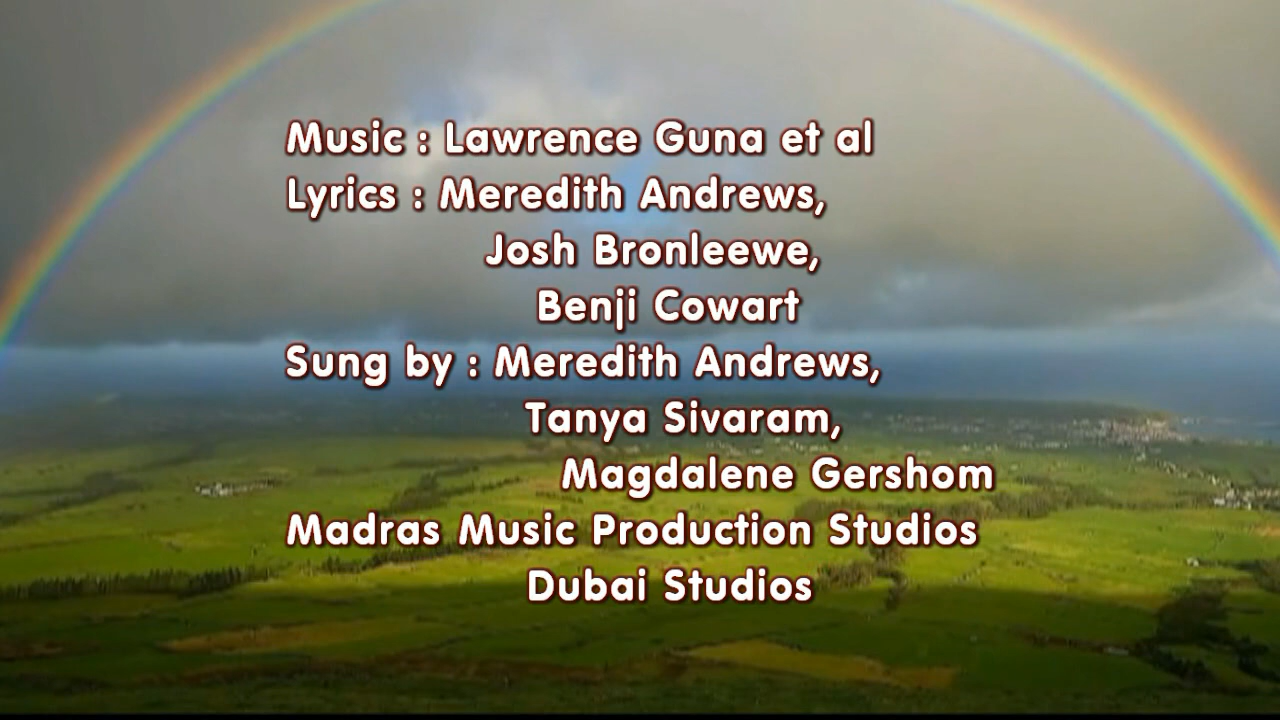 Music : Lawrence Guna et al
Lyrics : Meredith Andrews,
Josh Bronleewe,
Benji Cowart
Sung by : Meredith Andrews,
Tanya Sivaram,
Magdalene Gershom
Madras Music Production Studios
Dubai Studios